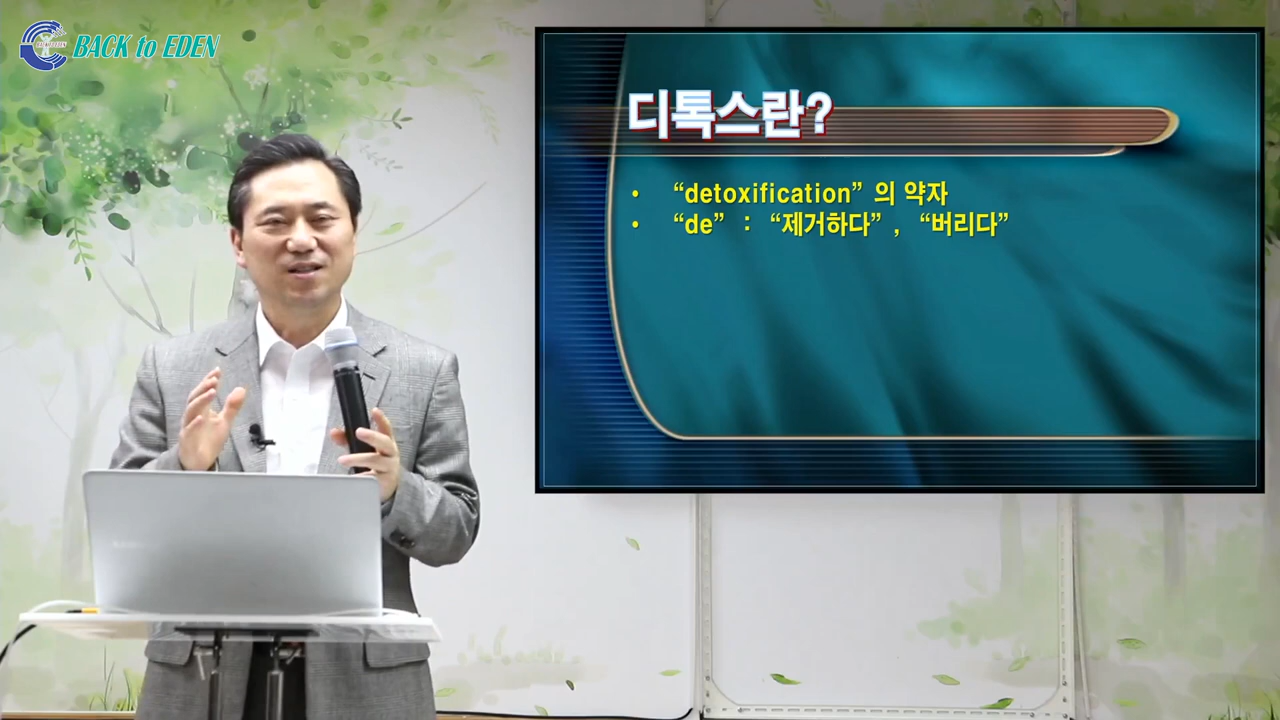 BACK to EDEN
디톡스란?
• “detoxification” 의 약자
• “de” : “제거하다” , “버리다”